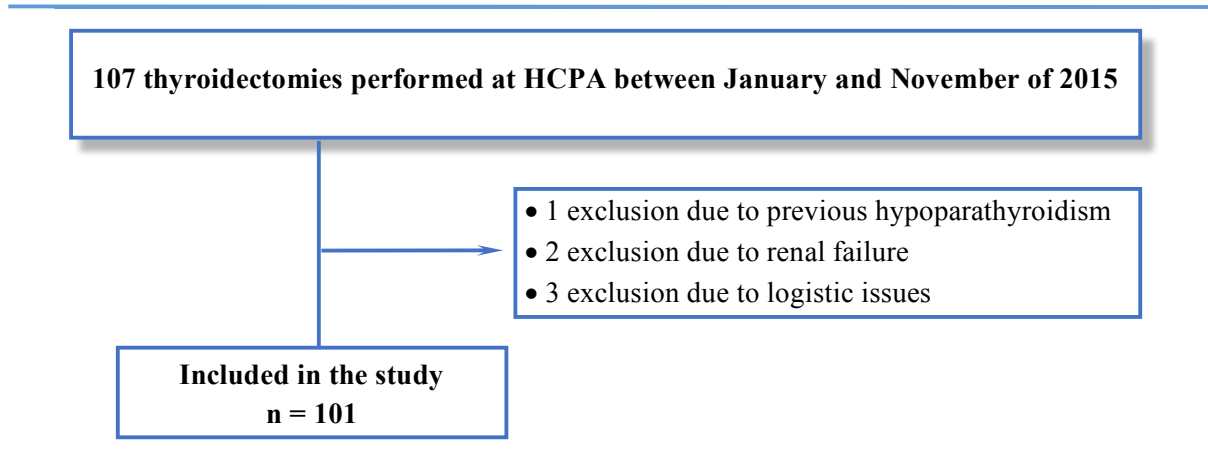 107 thyroidectomies performed at HCPA between January and November of 2015
• 1 exclusion due to previous hypoparathyroidism
• 2 exclusion due to renal failure
• 3 exclusion due to logistic issues
Included in the study
n = 101